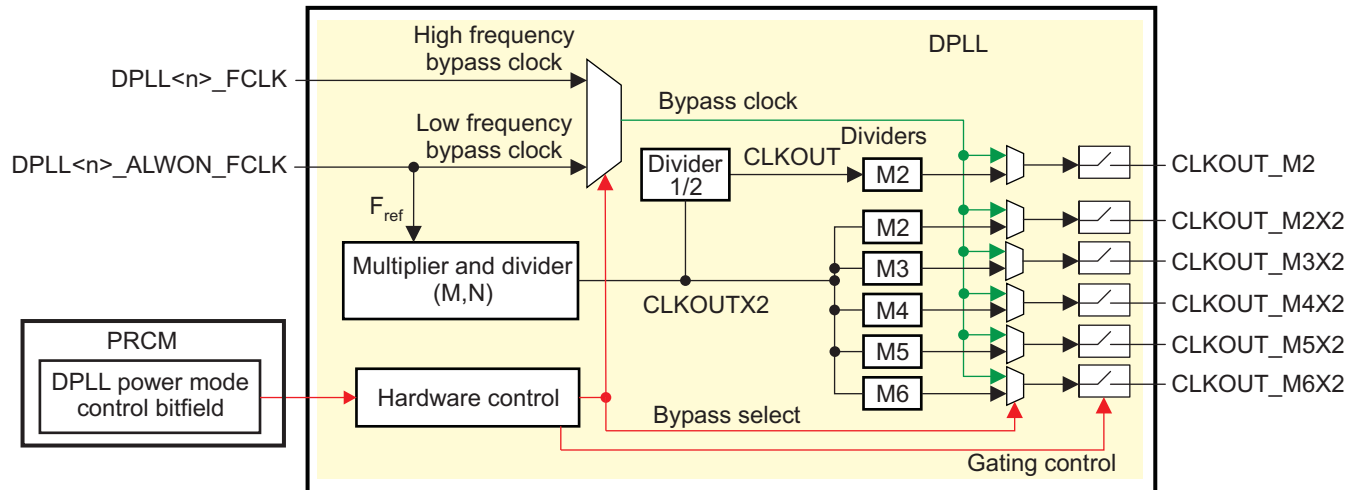 High frequency
bypass clock
DPLL
DPLL<n>_FCLK
Bypass clock
Low frequency
bypass clock
Dividers
DPLL<n>_ALWON_FCLK
Divider
1/2
CLKOUT
M2
CLKOUT_M2
Fref
M2
CLKOUT_M2X2
Multiplier and divider
(M,N)
M3
CLKOUT_M3X2
CLKOUTX2
M4
CLKOUT_M4X2
PRCM
M5
CLKOUT_M5X2
DPLL power mode
control bitfield
Hardware control
M6
CLKOUT_M6X2
Bypass select
Gating control